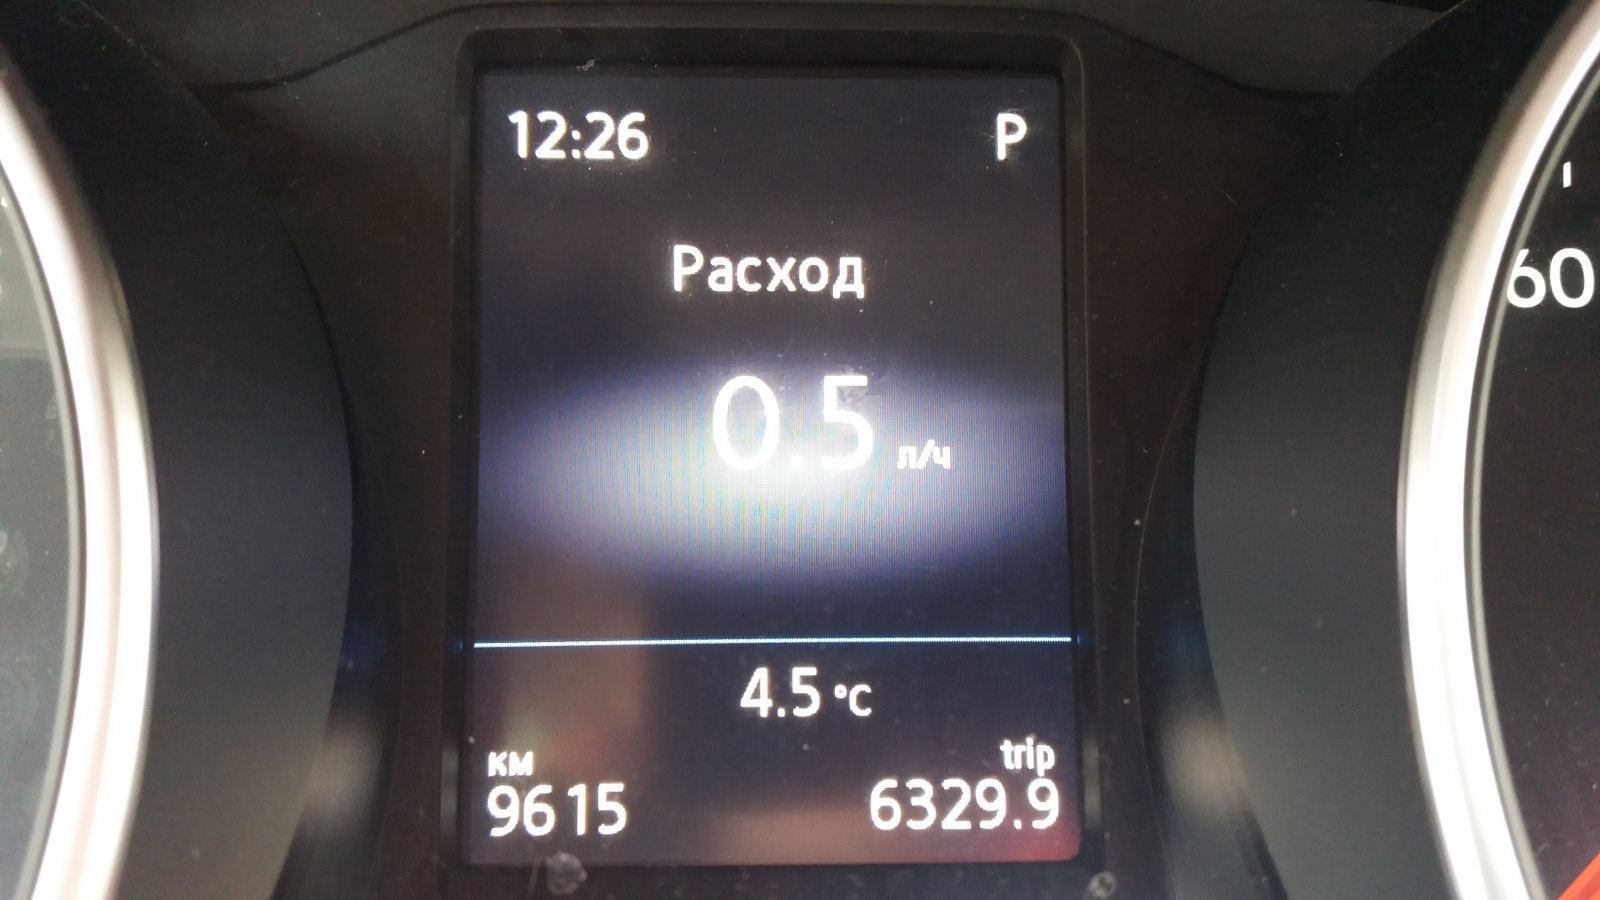 12:26 P
Расход
0.5 л/ч
4.5 °C
км trip
9615 6329.9
60